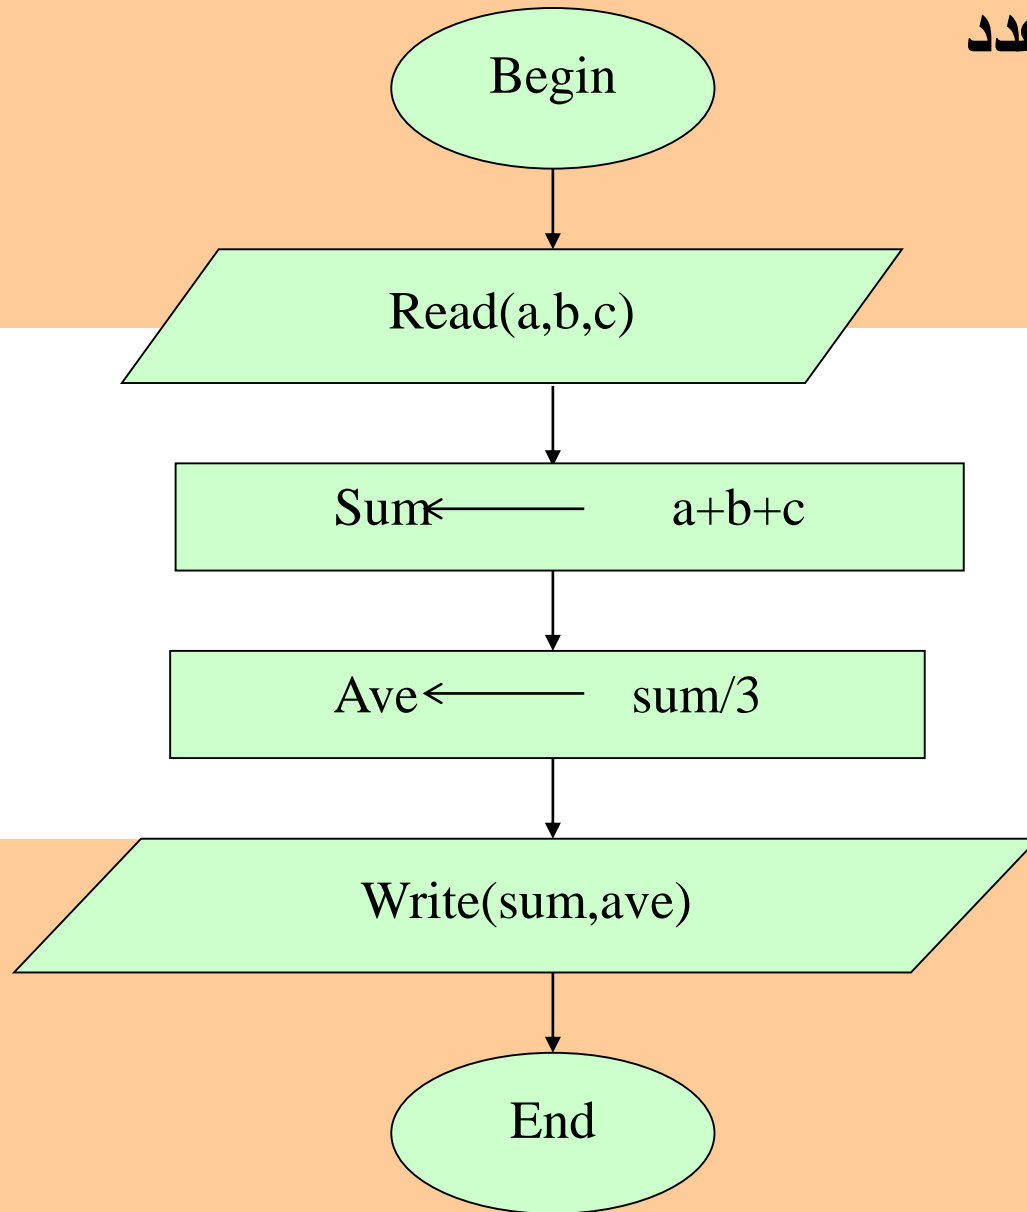 Begin
Read(a,b,c)
Sum a+b+c
Ave sum/3
Write(sum,ave)
End